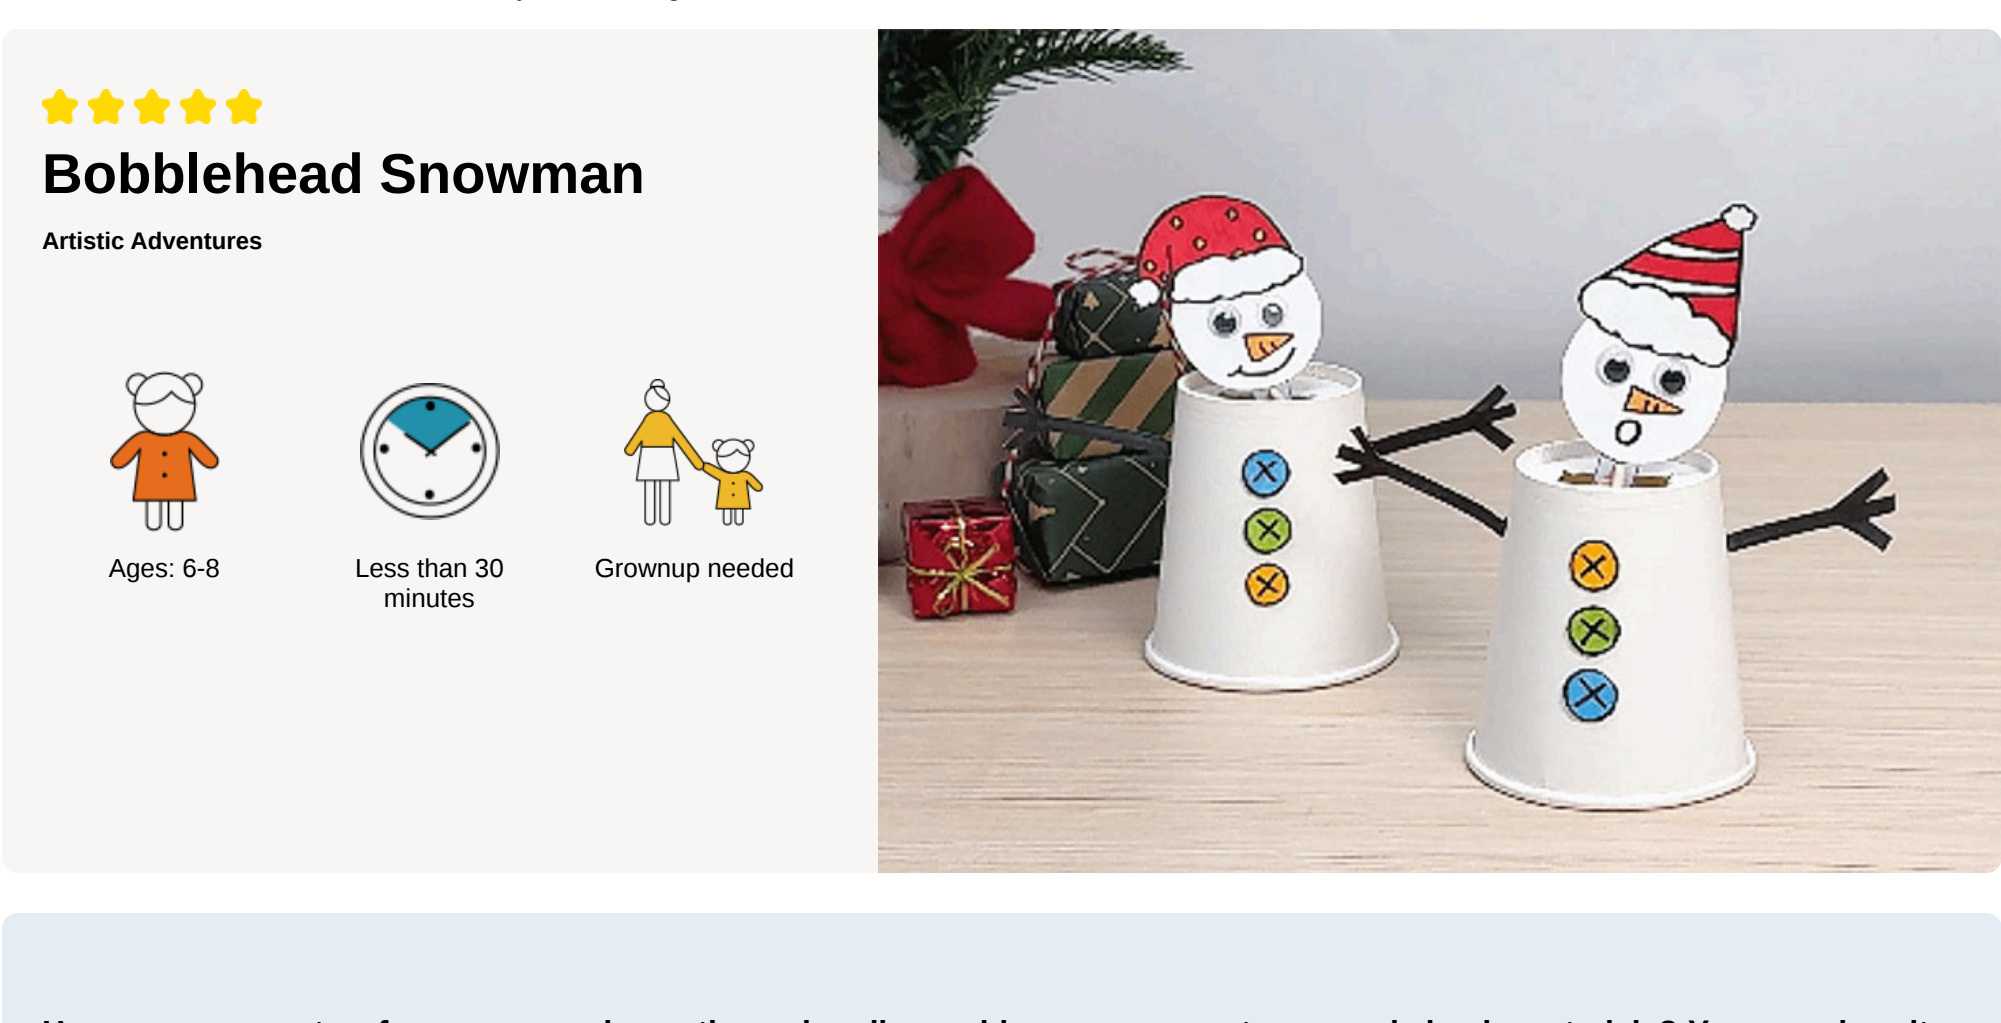 Bobblehead Snowman
Artistic Adventures
Ages: 6-8
Less than 30
minutes
Grownup needed